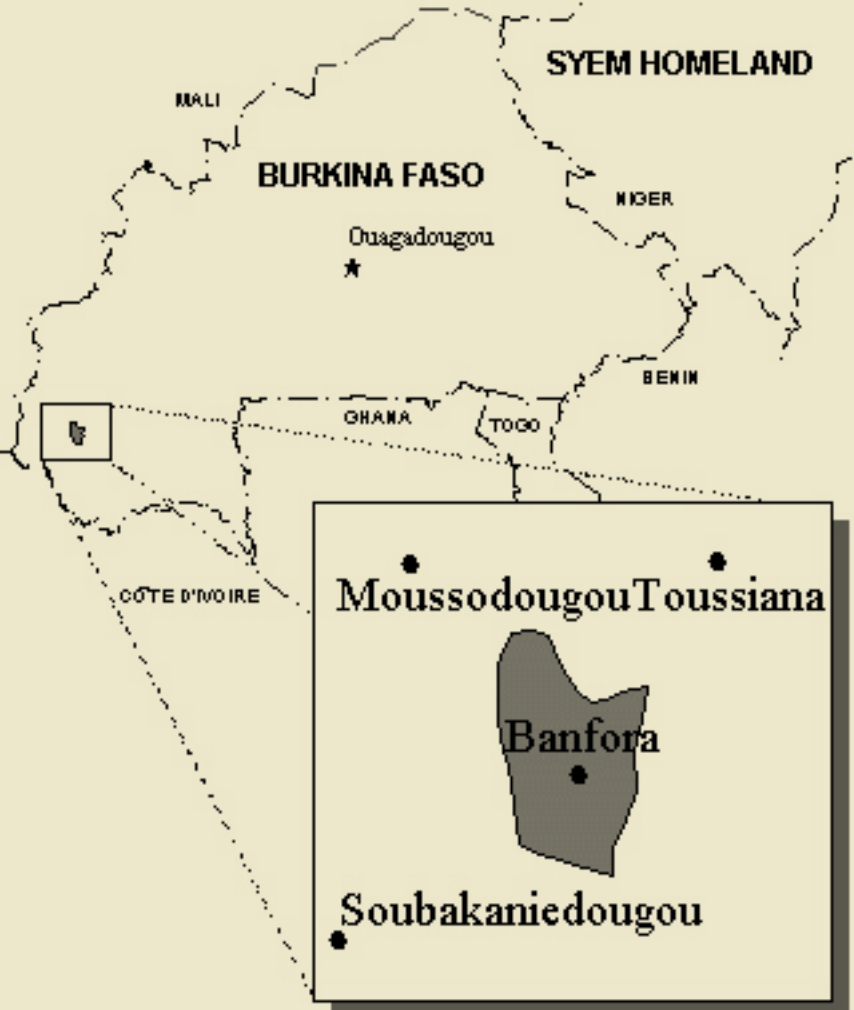 SYEM HOMELAND
MALI
BURKINA FASO
NIGER
Ouagadougou
BENIN
GHANA
TOGO
COTE D'IVOIRE
Moussodougou Toussiana
Banfora
Soubakaniedougou